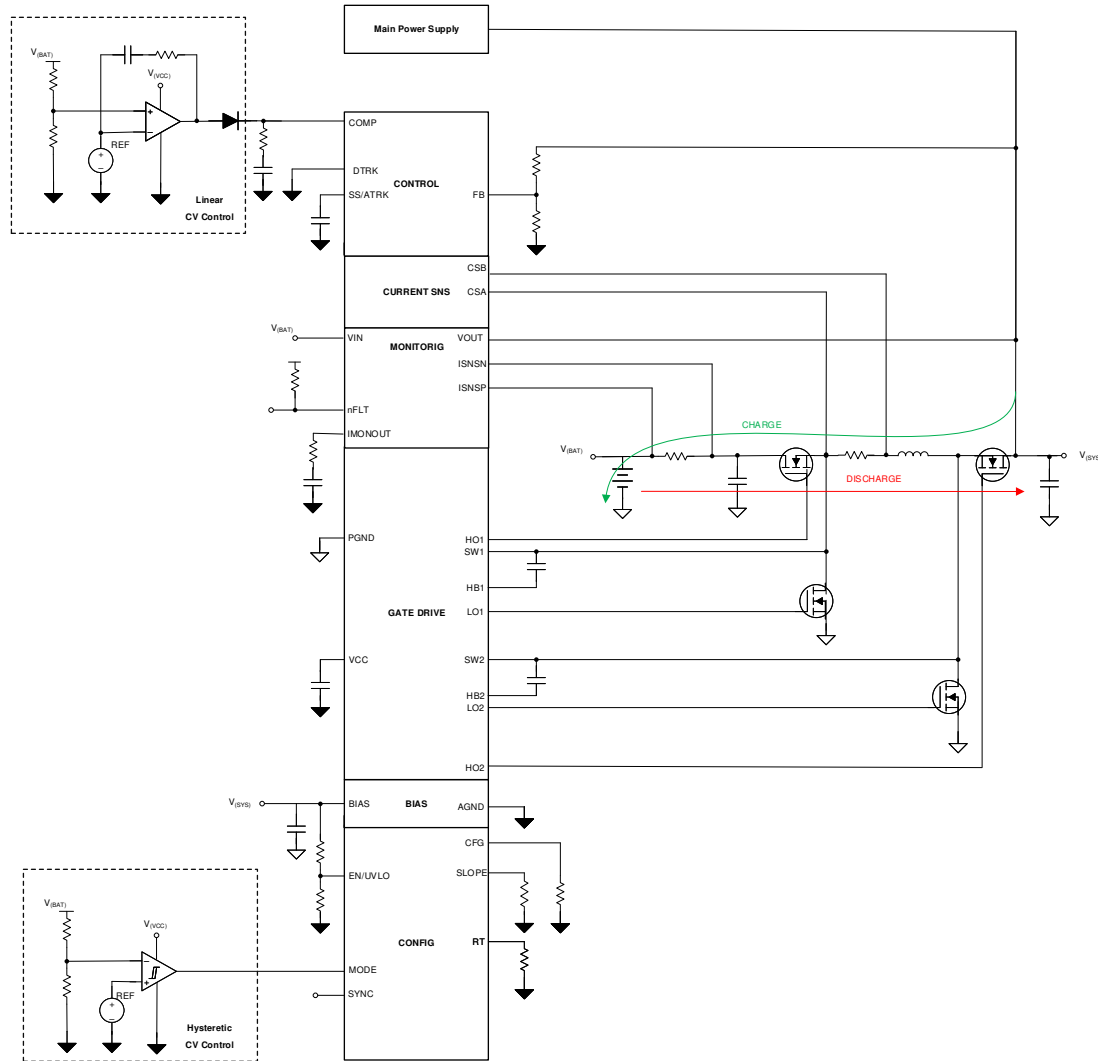 Main Power Supply
V(BAT)
V(VCC)
+
−
REF
+
−
Linear
CV Control
COMP
DTRK
CONTROL
SS/ATRK
FB
CSB
CURRENT SNS
CSA
V(BAT)
VIN
VOUT
MONITORIG
ISNSN
ISNSP
nFLT
IMONOUT
CHARGE
V(BAT)
V(SYS
DISCHARGE
PGND
HO1
SW1
HB1
GATE DRIVE
LO1
VCC
SW2
HB2
LO2
HO2
V(SYS)
BIAS
BIAS
AGND
CFG
EN/UVLO
SLOPE
CONFIG
RT
V(BAT)
V(VCC)
−
+
REF
+
−
MODE
SYNC
Hysteretic
CV Control